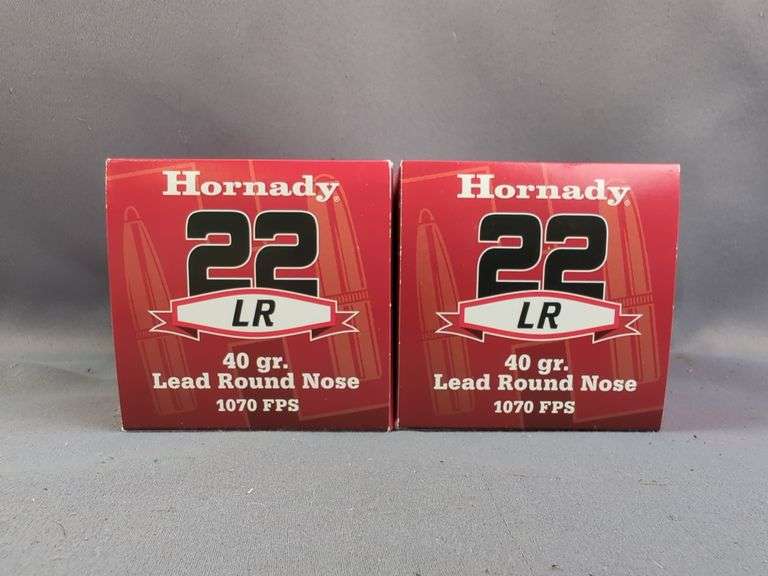 Hornady®
22
LR
40 gr.
Lead Round Nose
1070 FPS
Hornady®
22
LR
40 gr.
Lead Round Nose
1070 FPS